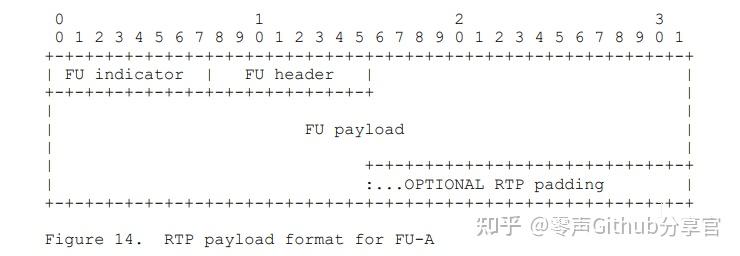 0                   1                   2                   3
0 1 2 3 4 5 6 7 8 9 0 1 2 3 4 5 6 7 8 9 0 1 2 3 4 5 6 7 8 9 0 1
+-+-+-+-+-+-+-+-+-+-+-+-+-+-+-+-+-+-+-+-+-+-+-+-+-+-+-+-+-+-+-+-+
| FU indicator  |   FU header   |                               |
+-+-+-+-+-+-+-+-+-+-+-+-+-+-+-+-+                               |
|                                                               |
|                         FU payload                            |
|                                                               |
|                               +-+-+-+-+-+-+-+-+-+-+-+-+-+-+-+-+
|                               :...OPTIONAL RTP padding        |
+-+-+-+-+-+-+-+-+-+-+-+-+-+-+-+-+-+-+-+-+-+-+-+-+-+-+-+-+-+-+-+-+
知乎 @零声Github分享官
Figure 14.  RTP payload format for FU-A